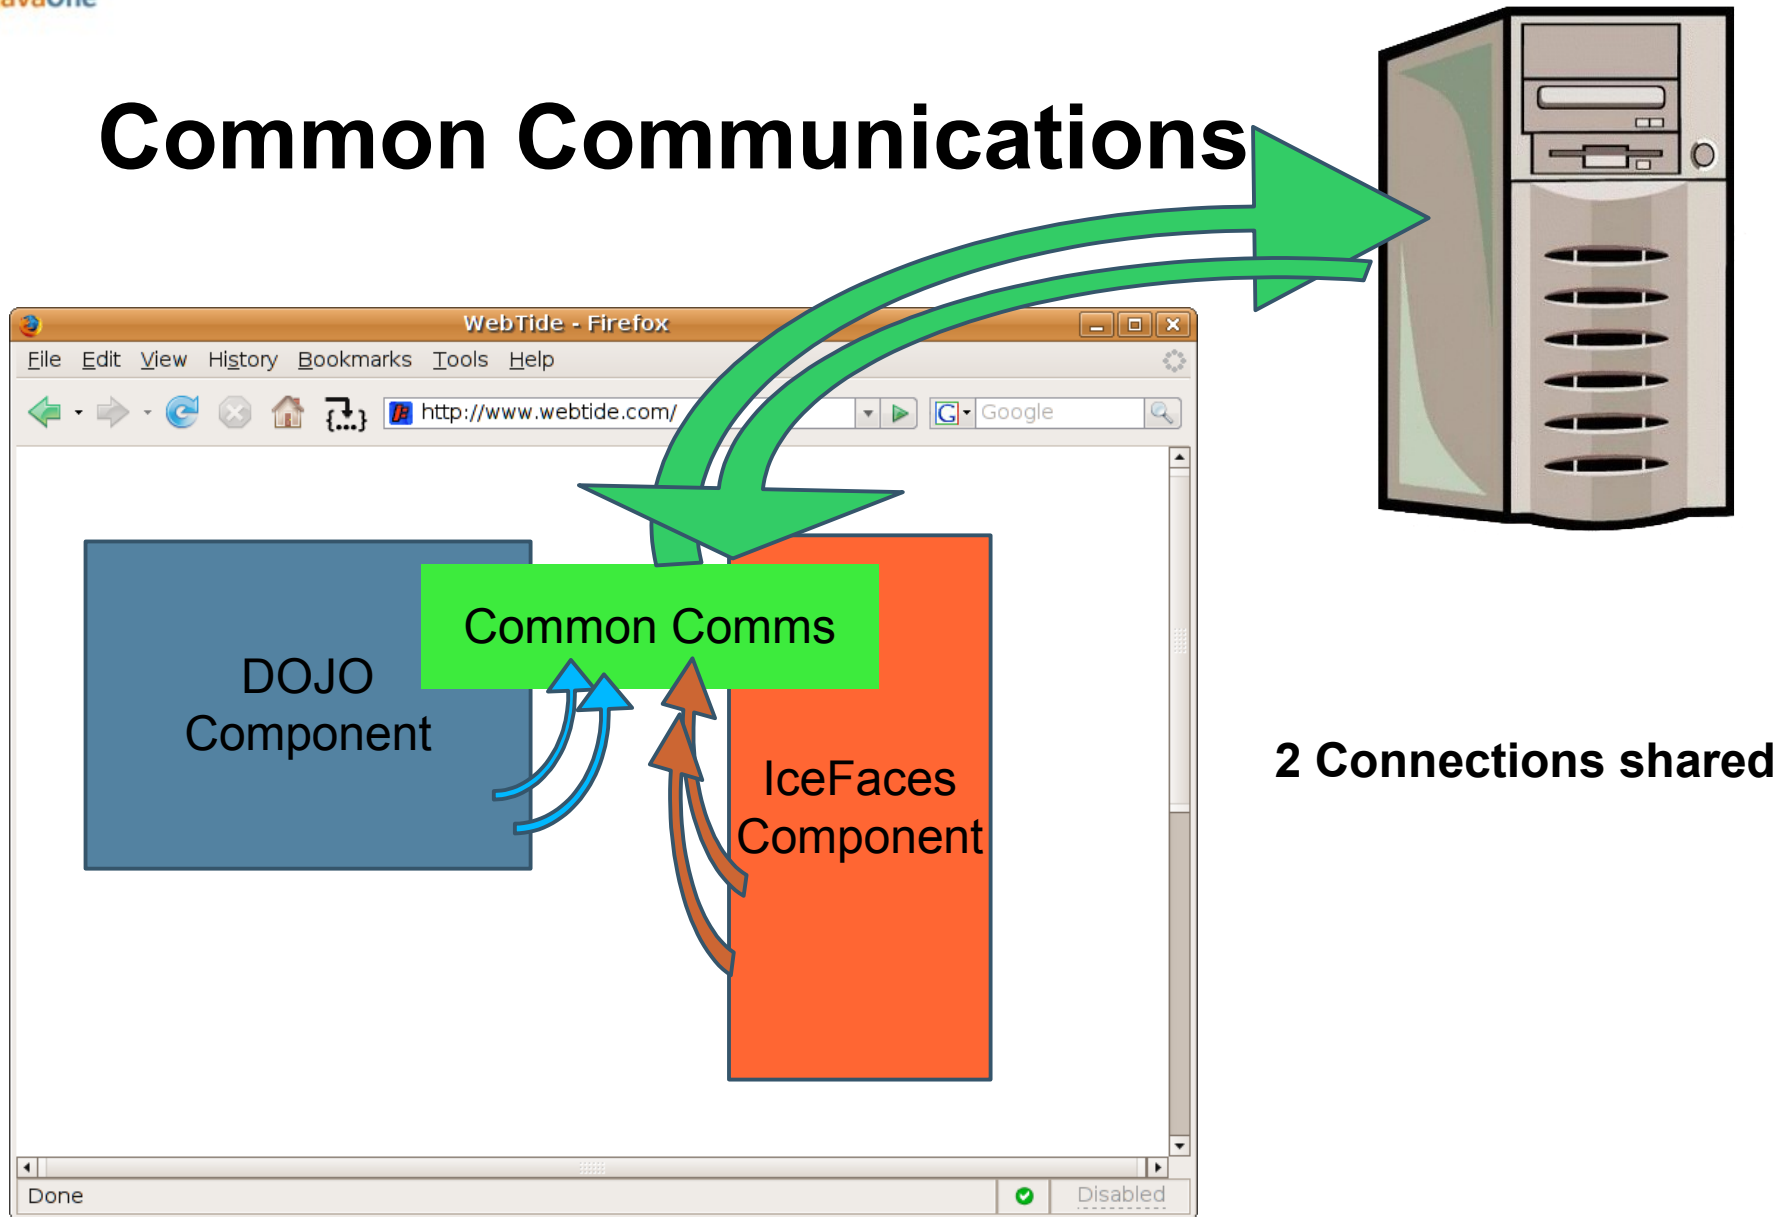 Common Communications
WebTide - Firefox
File Edit View History Bookmarks Tools Help
{...} http://www.webtide.com/ G Google
Common Comms
DOJO
Component
IceFaces
Component
2 Connections shared
Done
Disabled